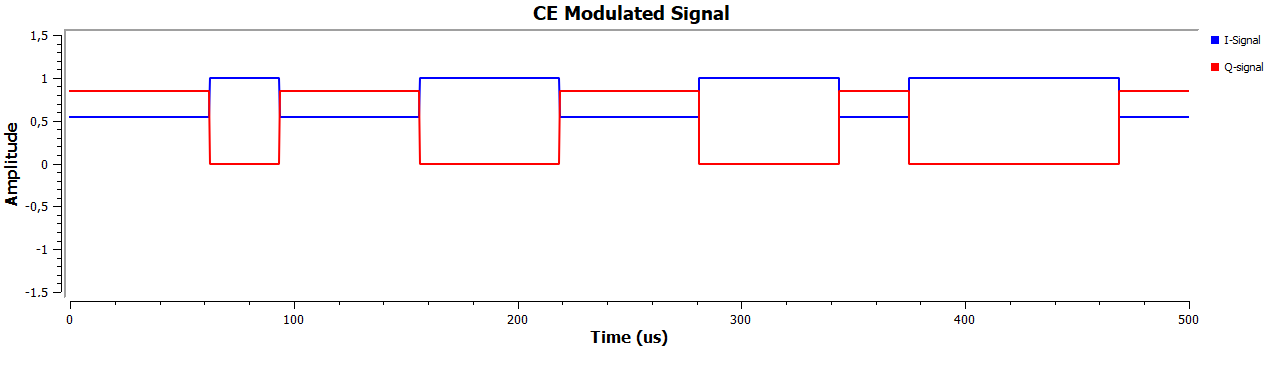 CE Modulated Signal
1,5
1
0,5
0
-0,5
-1
-1.5
Amplitude
0 100 200 300 400 500
Time (us)
I-Signal
Q-signal